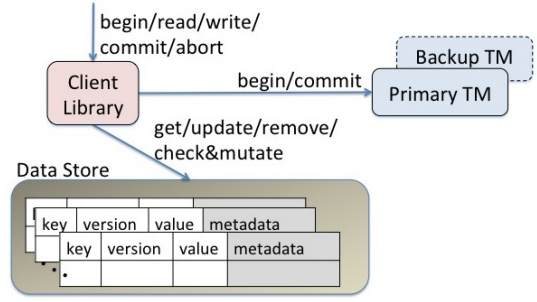 begin/read/write/
commit/abort
Client
Library
begin/commit
Backup TM
Primary TM
get/update/remove/
check&mutate
Data Store
key version value metadata
key version value metadata